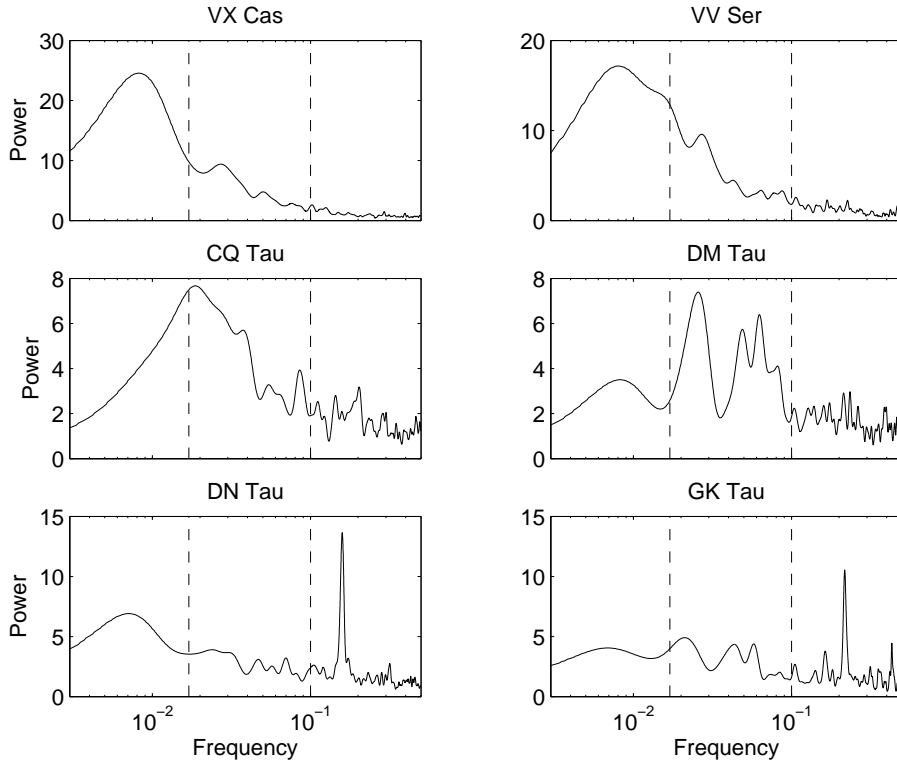 VX Cas
VV Ser
30
20
10
0
Power
20
10
0
CQ Tau
DM Tau
8
6
4
2
0
Power
8
6
4
2
0
DN Tau
GK Tau
15
10
5
0
Power
15
10
5
0
10^-2 10^-1
10^-2 10^-1
Frequency
Frequency